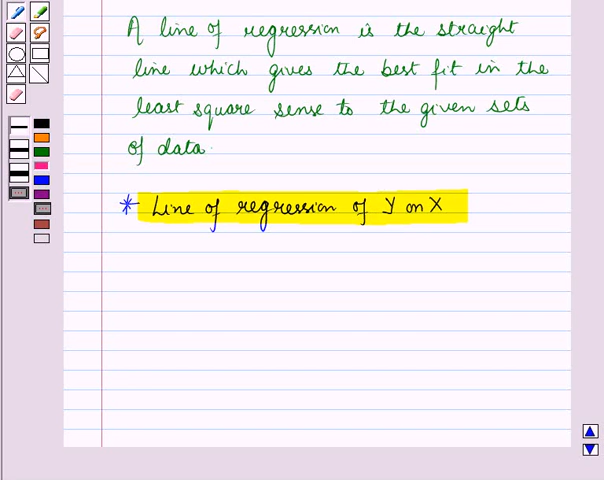 A line of regression is the straight
line which gives the best fit in the
least square sense to the given sets
of data.
* Line of regression of Y on X